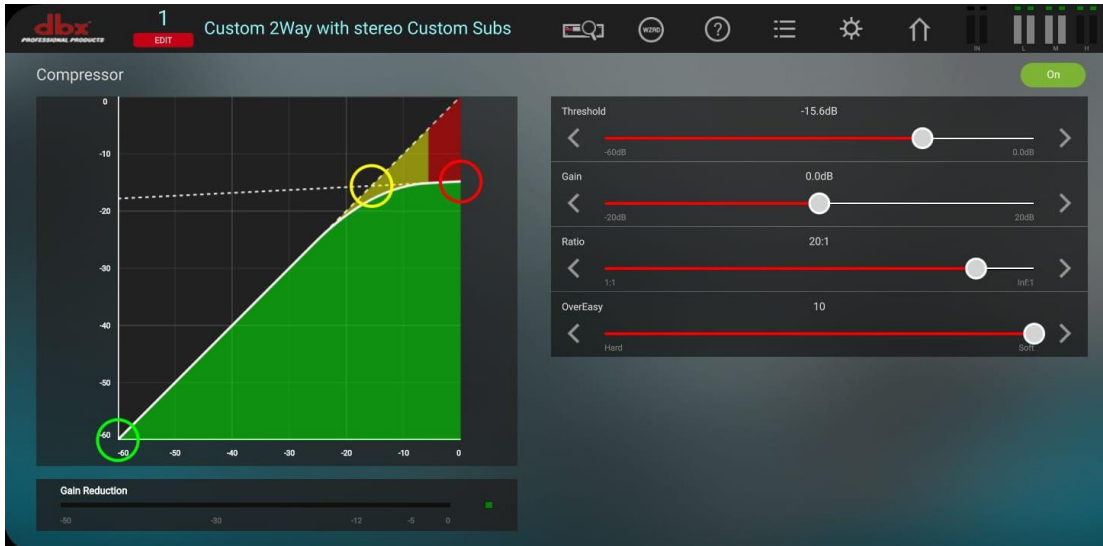 dbx
PROFESSIONAL PRODUCTS
1
EDIT
Custom 2Way with stereo Custom Subs
WZRD
?
IN
L
M
H
Compressor
On
0
-10
-20
-30
-40
-50
-60
-60
-50
-40
-30
-20
-10
0
Threshold
-15.6dB
-60dB
0.0dB
Gain
0.0dB
-20dB
20dB
Ratio
20:1
1:1
Inf:1
OverEasy
10
Hard
Soft
Gain Reduction
-50
-30
-12
-5
0